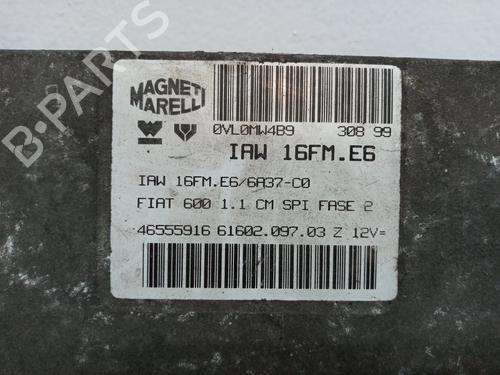 MAGNETI
MARELLI
0VL0MW4B9 308 99
IAW 16FM.E6
IAW 16FM.E6/6A37-C0
FIAT 600 1.1 CM SPI FASE 2
46555916 61602.097.03 Z 12V=
B-PARTS